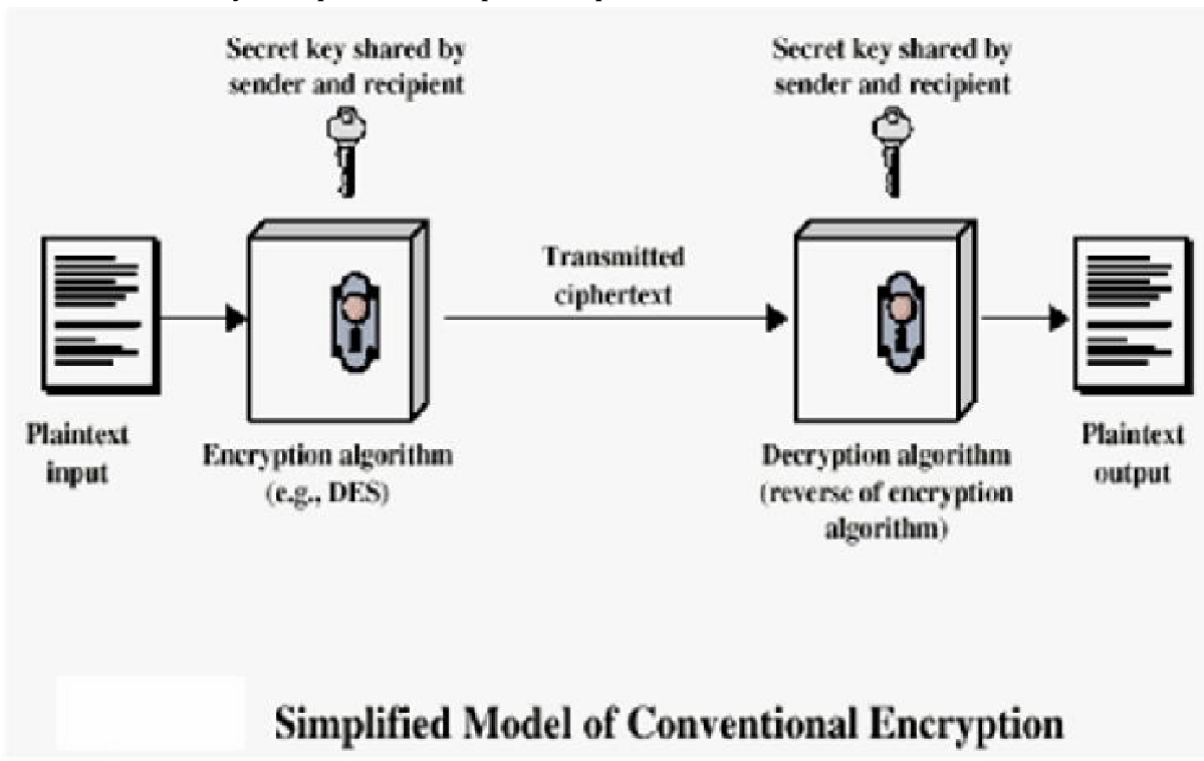 Secret key shared by
sender and recipient
Secret key shared by
sender and recipient
Transmitted
ciphertext
Plaintext
input
Encryption algorithm
(e.g., DES)
Decryption algorithm
(reverse of encryption
algorithm)
Plaintext
output
Simplified Model of Conventional Encryption